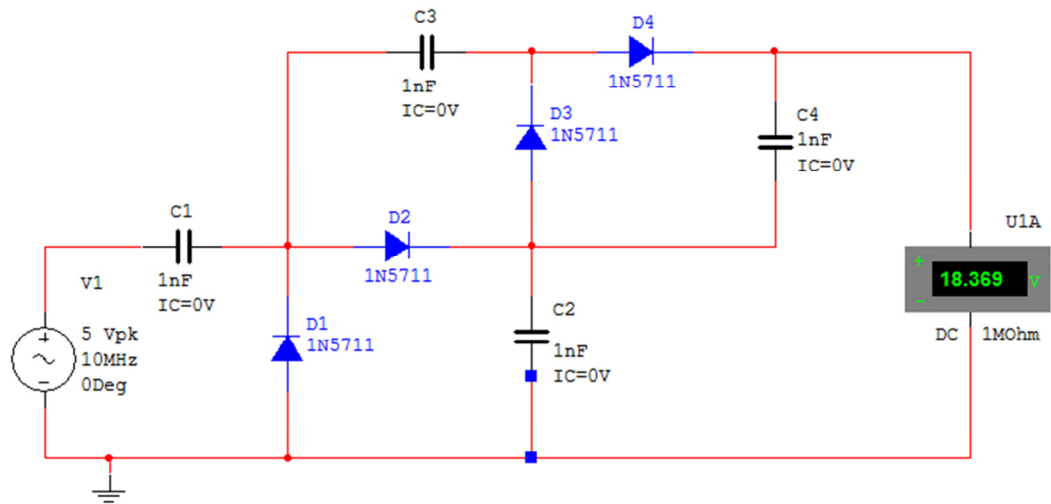 C3
1nF
IC=0V
D4
1N5711
D3
1N5711
C4
1nF
IC=0V
C1
1nF
IC=0V
D2
1N5711
U1A
+
18.369 V
−
DC 1MOhm
V1
+
5 Vpk
10MHz
0Deg
−
D1
1N5711
C2
1nF
IC=0V